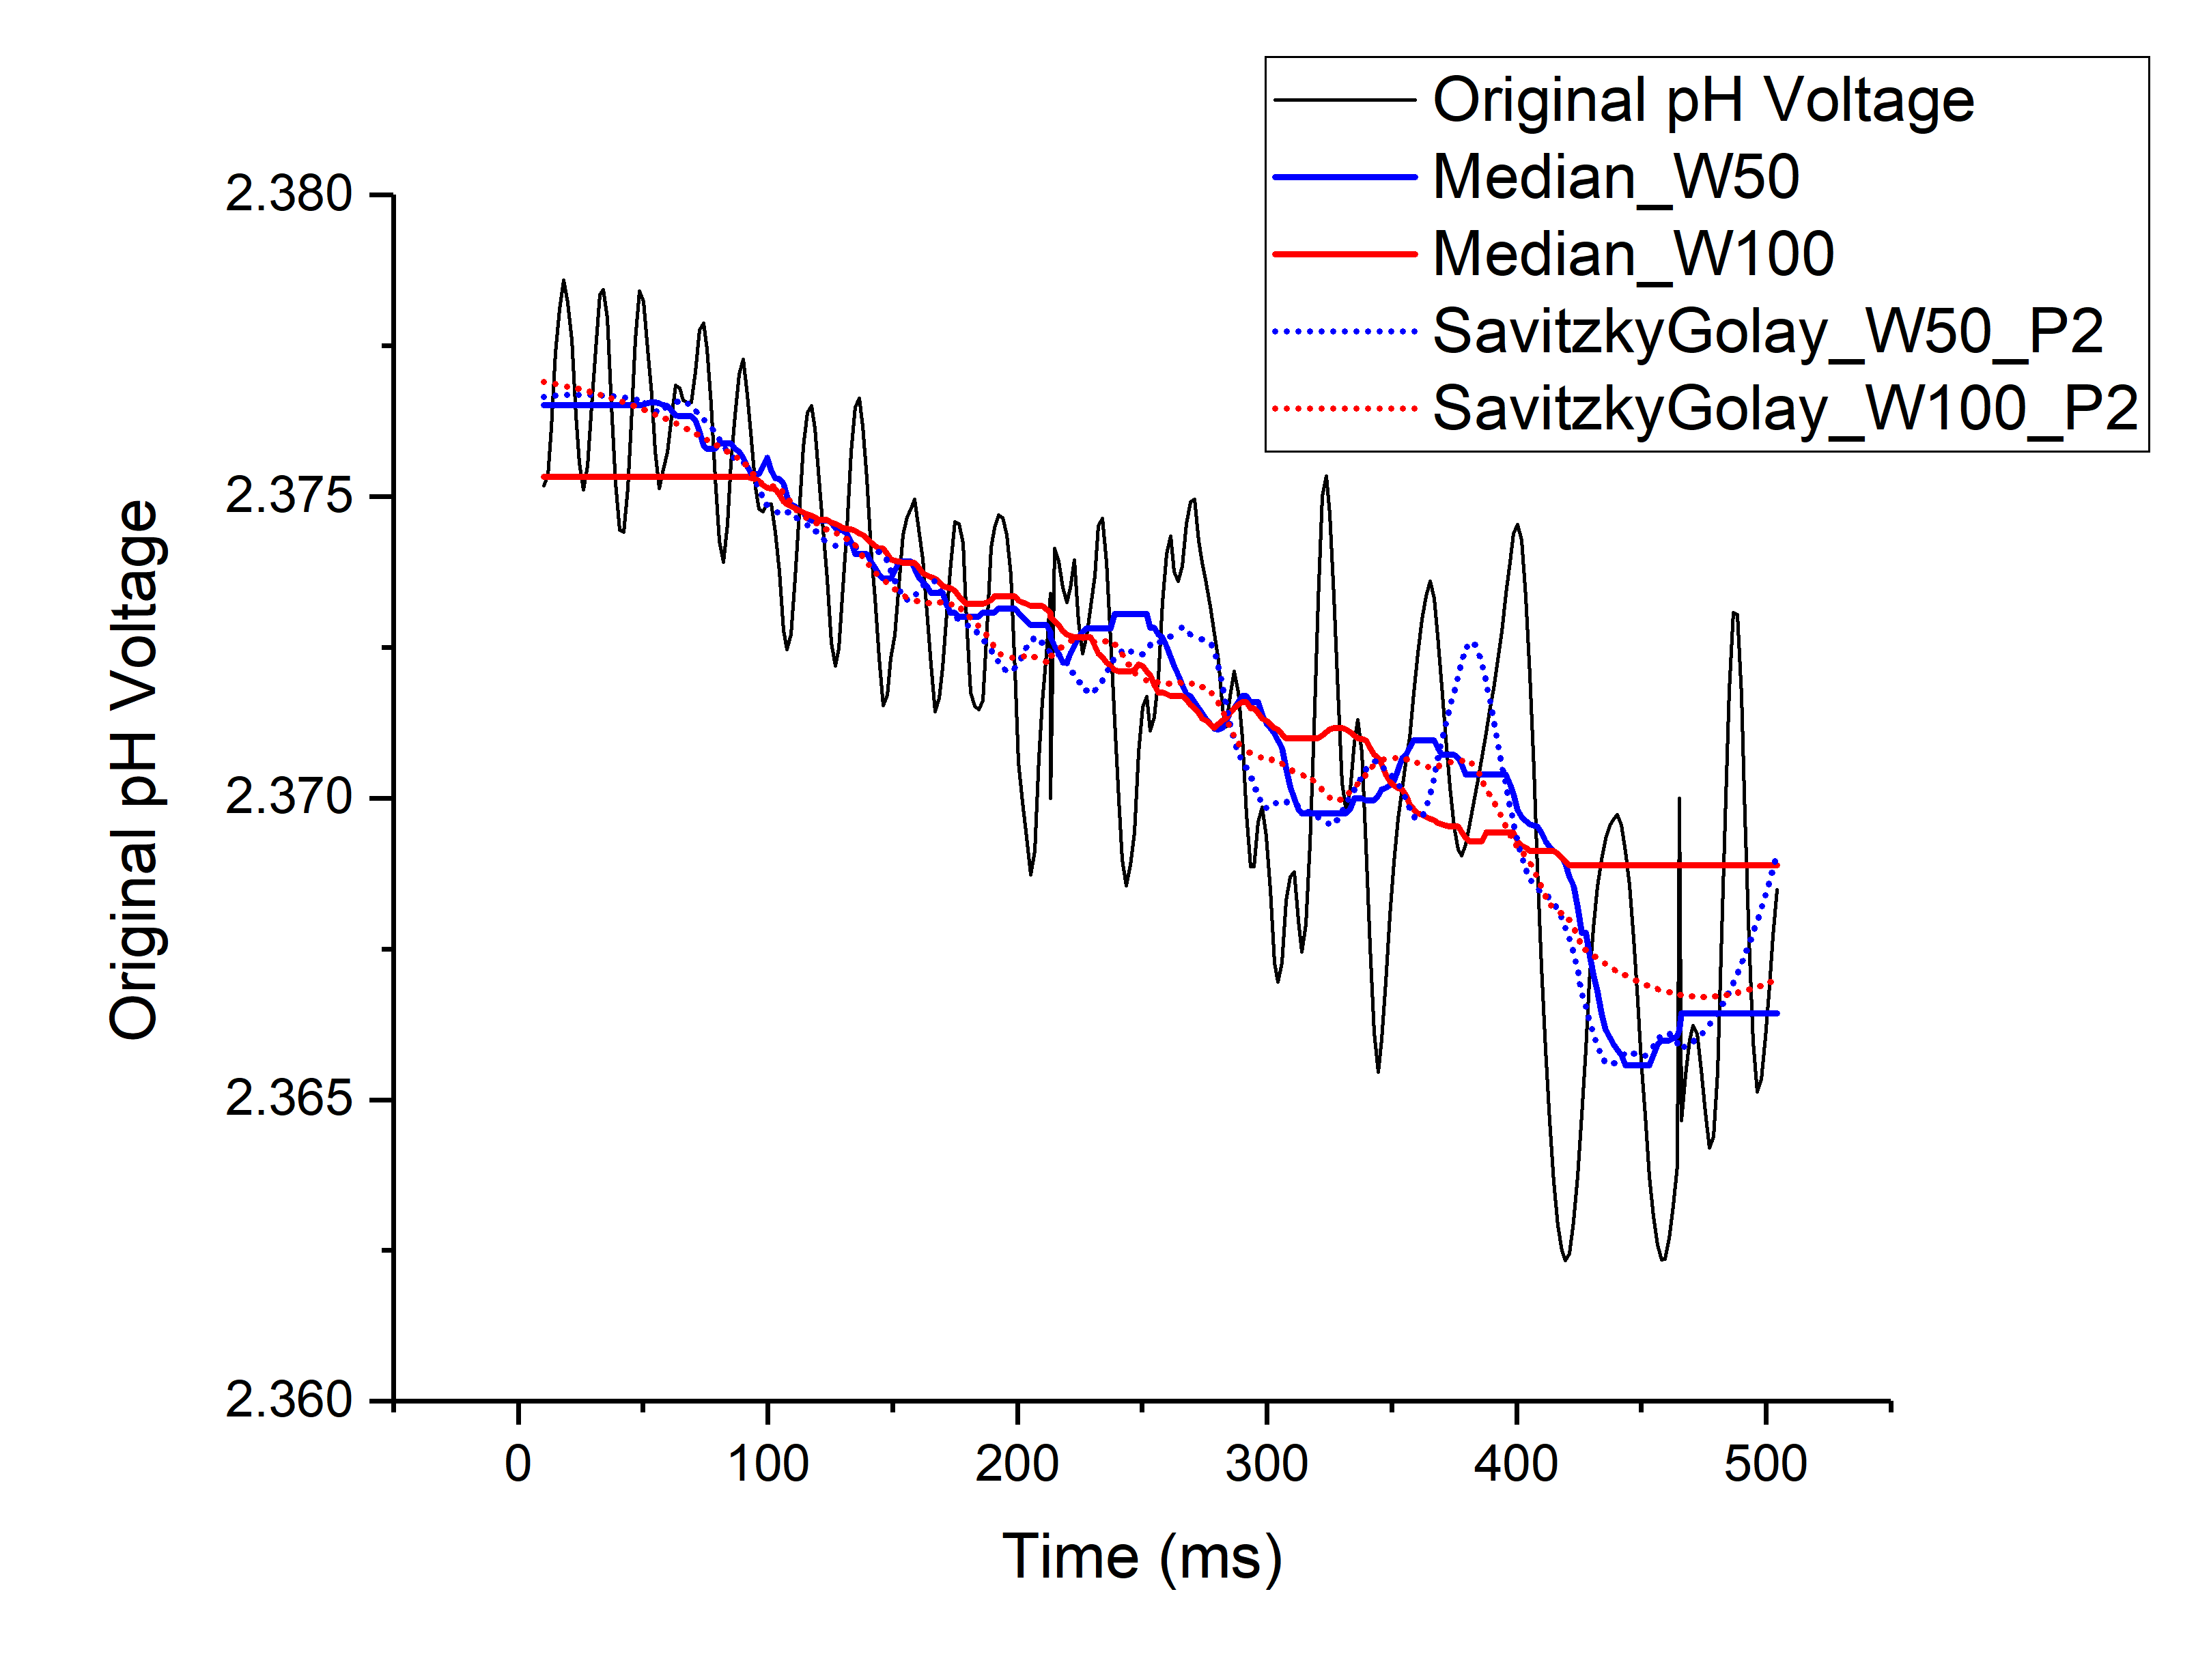 Original pH Voltage
Median_W50
Median_W100
SavitzkyGolay_W50_P2
SavitzkyGolay_W100_P2
2.380
2.375
2.370
2.365
2.360
Original pH Voltage
0 100 200 300 400 500
Time (ms)